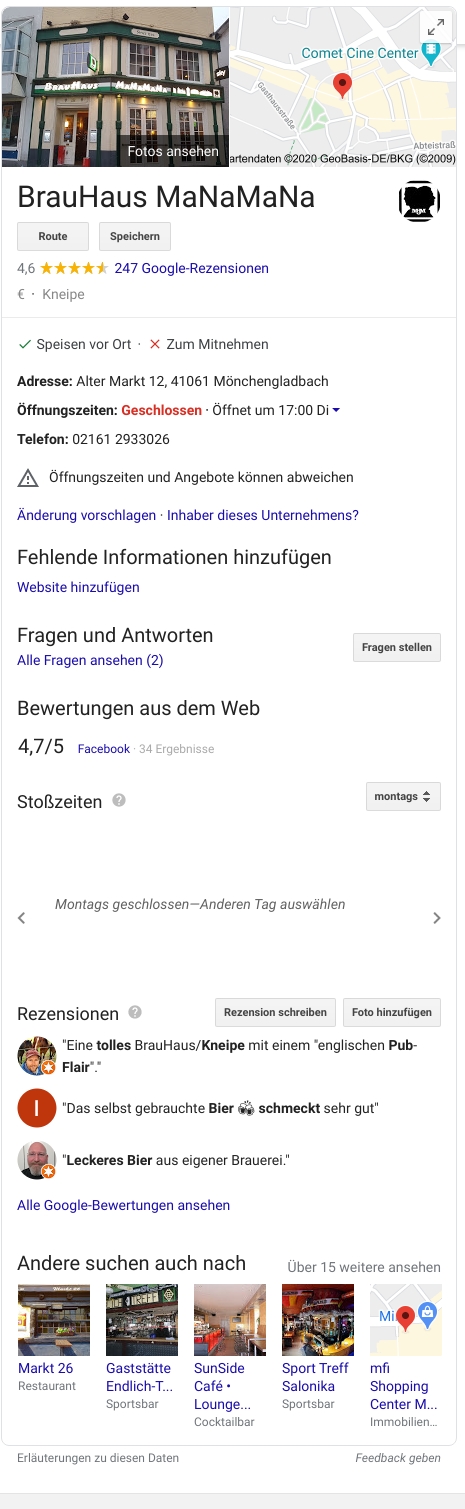 BRAUHAUS MANAMANA
sky
Fotos ansehen
Comet Cine Center
Gasthausstraße
Abteistraß
artendaten ©2020 GeoBasis-DE/BKG (©2009)
BrauHaus MaNaMaNa
Route
Speichern
4,6 247 Google-Rezensionen
€ · Kneipe
Speisen vor Ort · Zum Mitnehmen
Adresse: Alter Markt 12, 41061 Mönchengladbach
Öffnungszeiten: Geschlossen · Öffnet um 17:00 Di
Telefon: 02161 2933026
Öffnungszeiten und Angebote können abweichen
Änderung vorschlagen · Inhaber dieses Unternehmens?
Fehlende Informationen hinzufügen
Website hinzufügen
Fragen und Antworten
Fragen stellen
Alle Fragen ansehen (2)
Bewertungen aus dem Web
4,7/5 Facebook · 34 Ergebnisse
Stoßzeiten ?
montags
Montags geschlossen—Anderen Tag auswählen
Rezensionen ?
Rezension schreiben
Foto hinzufügen
"Eine tolles BrauHaus/Kneipe mit einem "englischen Pub-
Flair"."
I
"Das selbst gebrauchte Bier 🍻 schmeckt sehr gut"
"Leckeres Bier aus eigener Brauerei."
Alle Google-Bewertungen ansehen
Andere suchen auch nach
Über 15 weitere ansehen
Markt 26
Restaurant
Gaststätte
Endlich-T...
Sportsbar
SunSide
Café •
Lounge...
Cocktailbar
Sport Treff
Salonika
Sportsbar
Mi
mfi
Shopping
Center M...
Immobilien...
Erläuterungen zu diesen Daten
Feedback geben